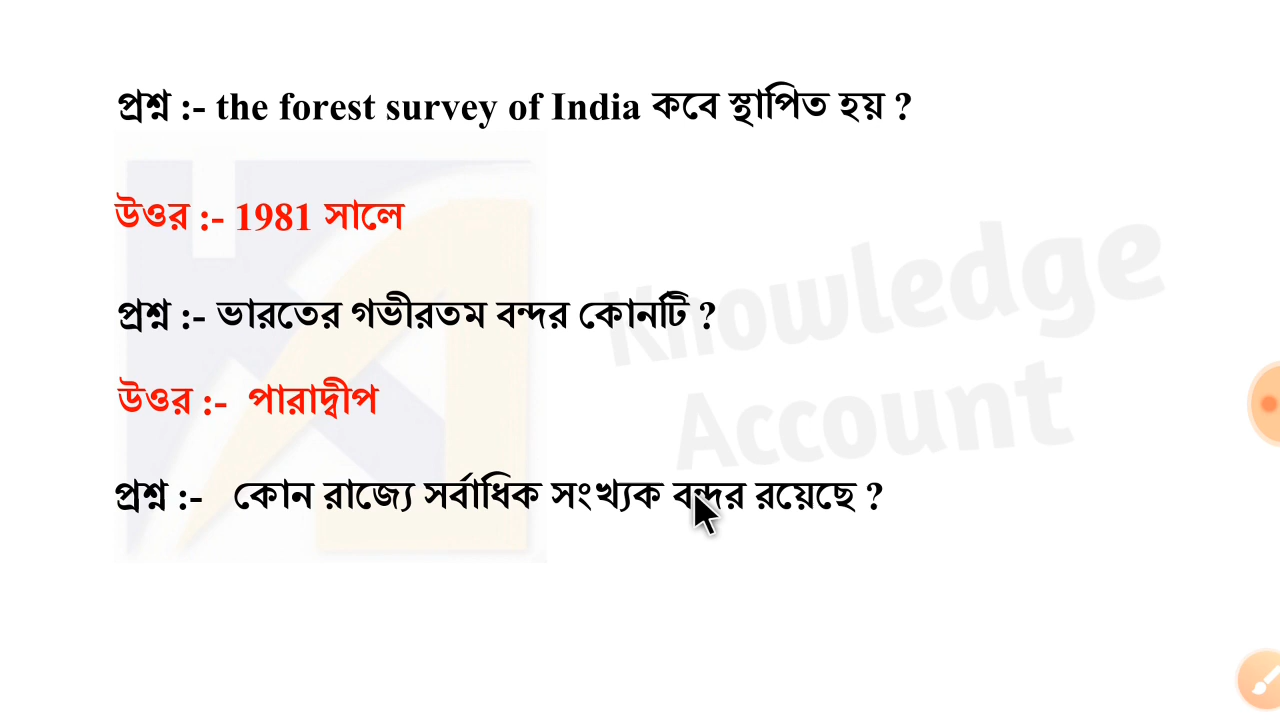 প্রশ্ন :- the forest survey of India কবে স্থাপিত হয় ?
উওর :- 1981 সালে
প্রশ্ন :- ভারতের গভীরতম বন্দর কোনটি ?
উওর :- পারাদ্বীপ
প্রশ্ন :- কোন রাজ্যে সর্বাধিক সংখ্যক বন্দর রয়েছে ?
Knowledge
Account